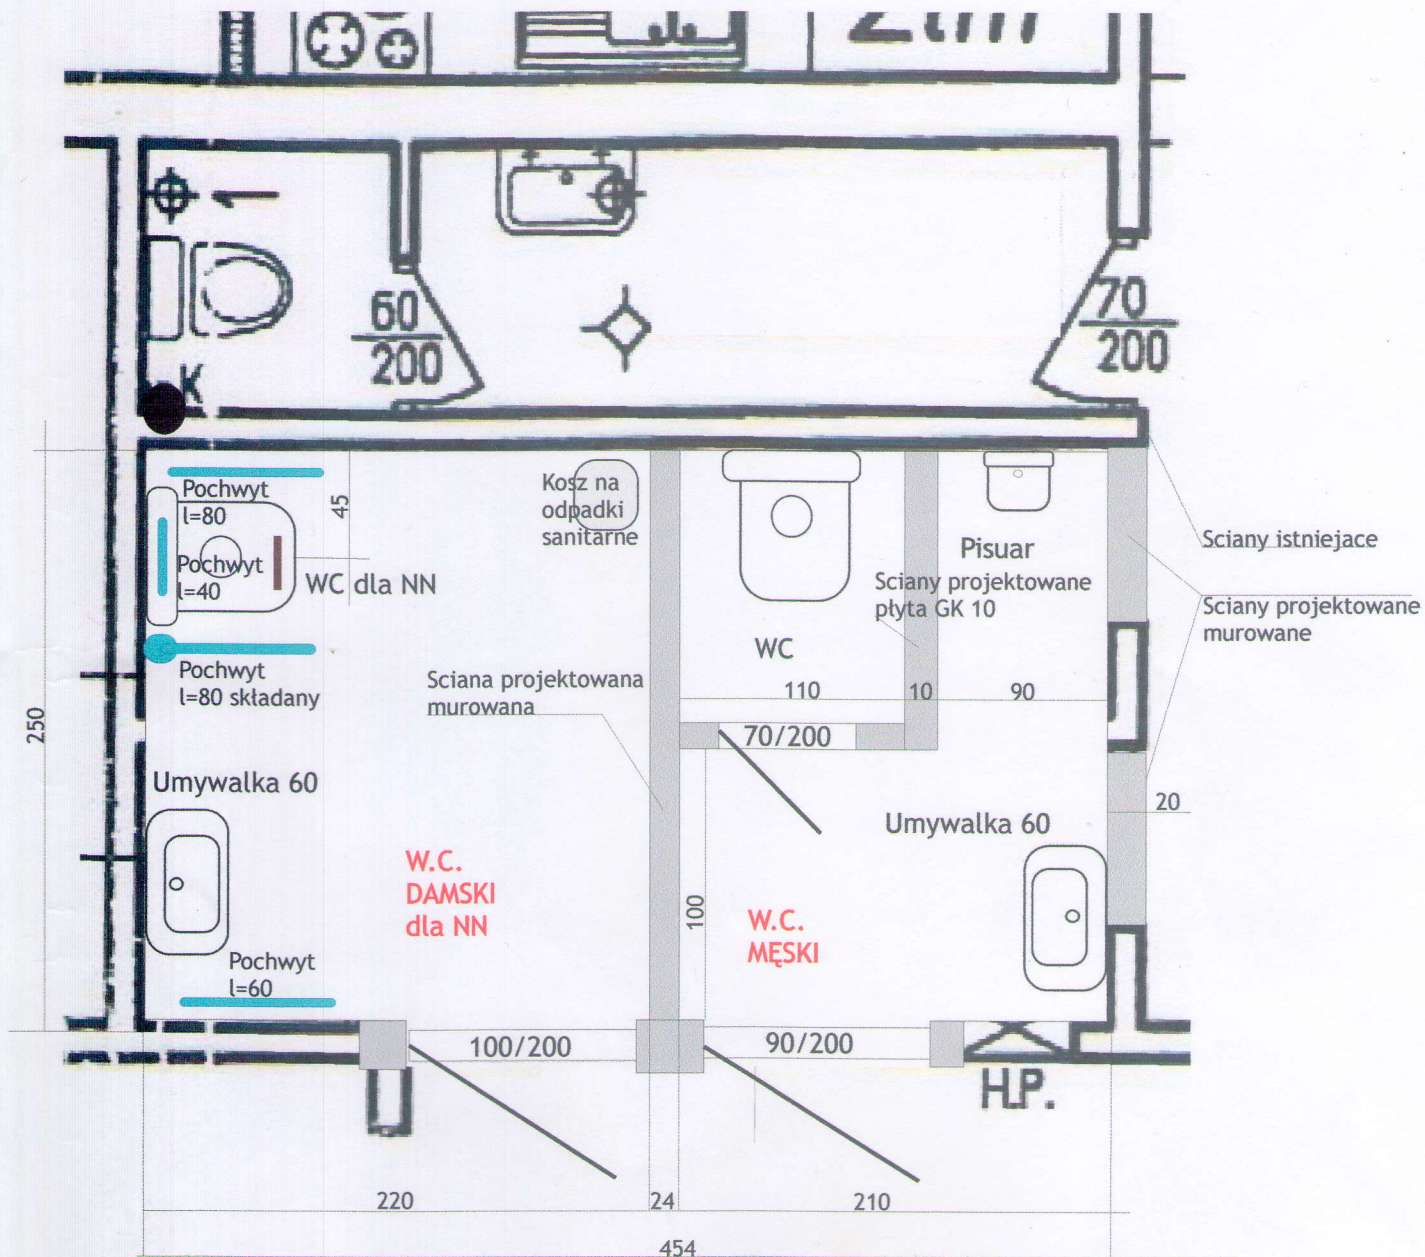 1
60
200
70
200
K
Pochwyt
l=80
45
Kosz na
odpadki
sanitarne
Pisuar
Sciany istniejace
Pochwyt
l=40
WC dla NN
Sciany projektowane
płyta GK 10
Sciany projektowane
murowane
WC
Pochwyt
l=80 składany
Sciana projektowana
murowana
110
10
90
250
70/200
Umywalka 60
20
Umywalka 60
W.C.
DAMSKI
dla NN
100
W.C.
MĘSKI
Pochwyt
l=60
100/200
90/200
H.P.
220
24
210
454